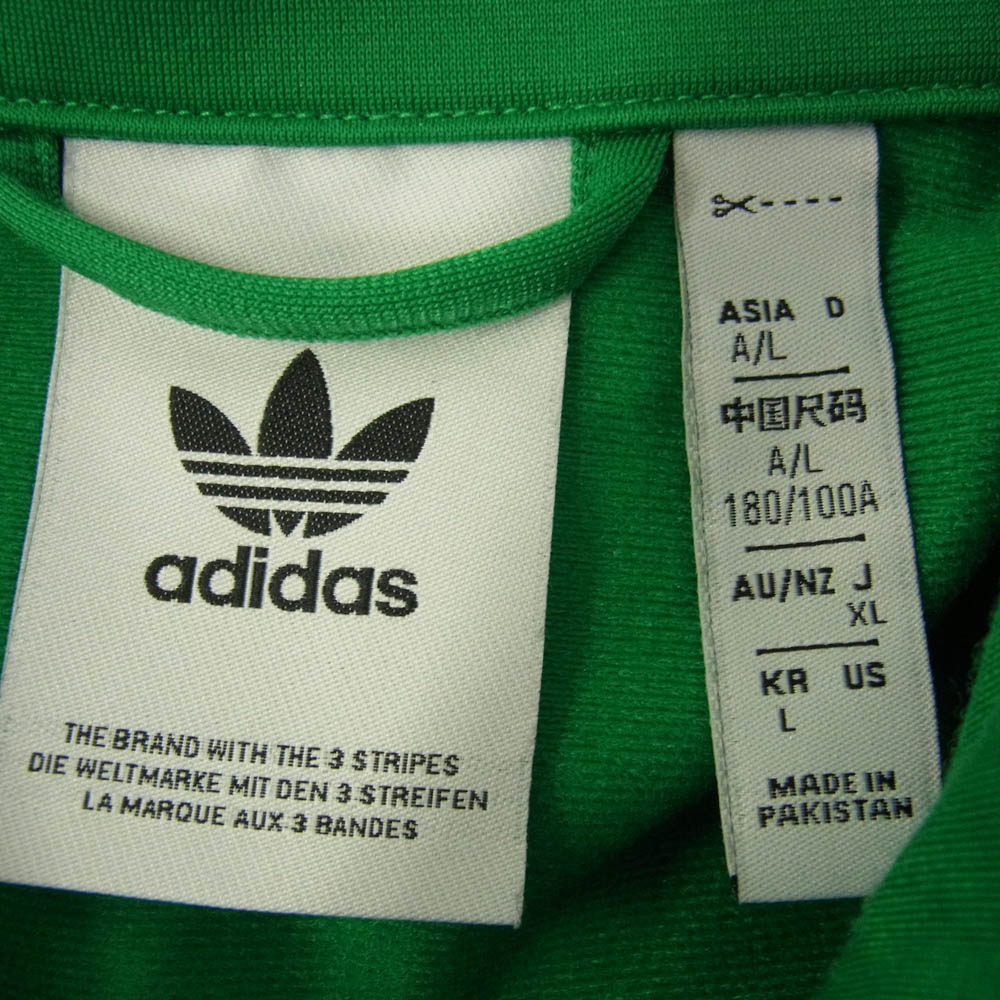 adidas
THE BRAND WITH THE 3 STRIPES
DIE WELTMARKE MIT DEN 3 STREIFEN
LA MARQUE AUX 3 BANDES
ASIA D
A/L
中国尺码
A/L
180/100A
AU/NZ J
XL
KR US
L
MADE IN
PAKISTAN